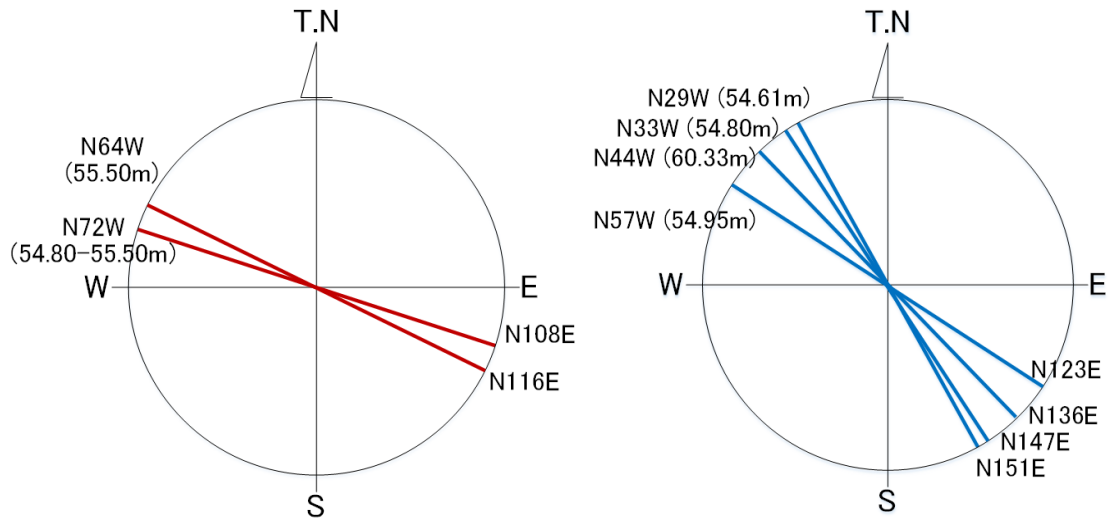 T.N
N64W
(55.50m)
N72W
(54.80-55.50m)
W
E
N108E
N116E
S
T.N
N29W (54.61m)
N33W (54.80m)
N44W (60.33m)
N57W (54.95m)
W
E
N123E
N136E
N147E
N151E
S